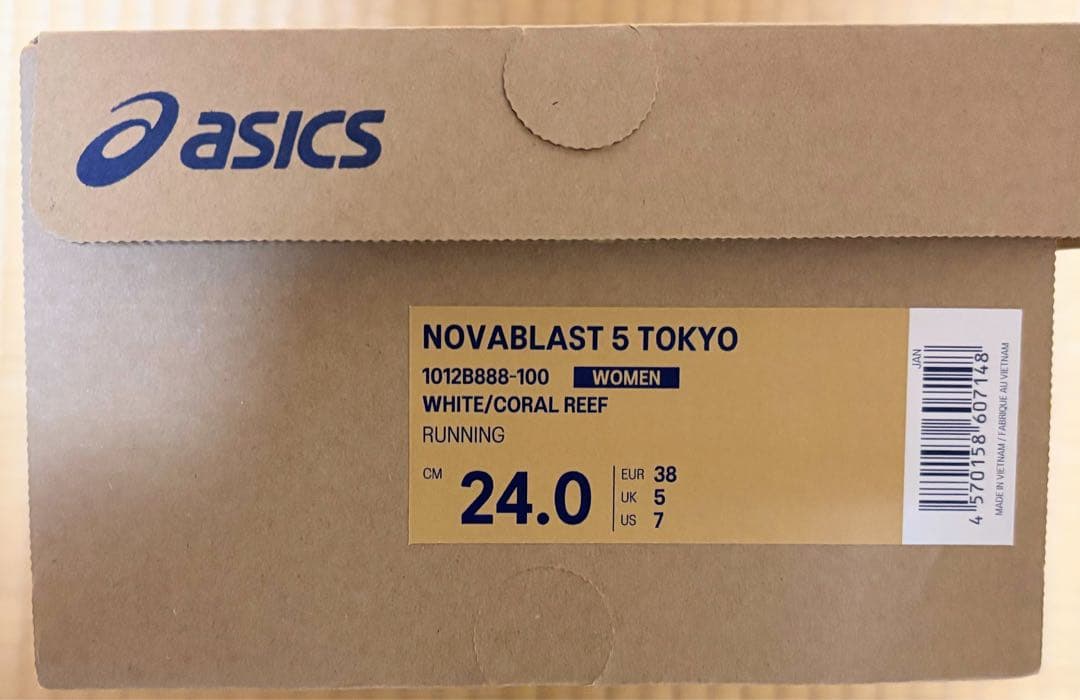 asics
NOVABLAST 5 TOKYO
1012B888-100 WOMEN
WHITE/CORAL REEF
RUNNING
CM 24.0
EUR 38
UK 5
US 7
JAN
4 570158 607148
MADE IN VIETNAM / FABRIQUE AU VIETNAM